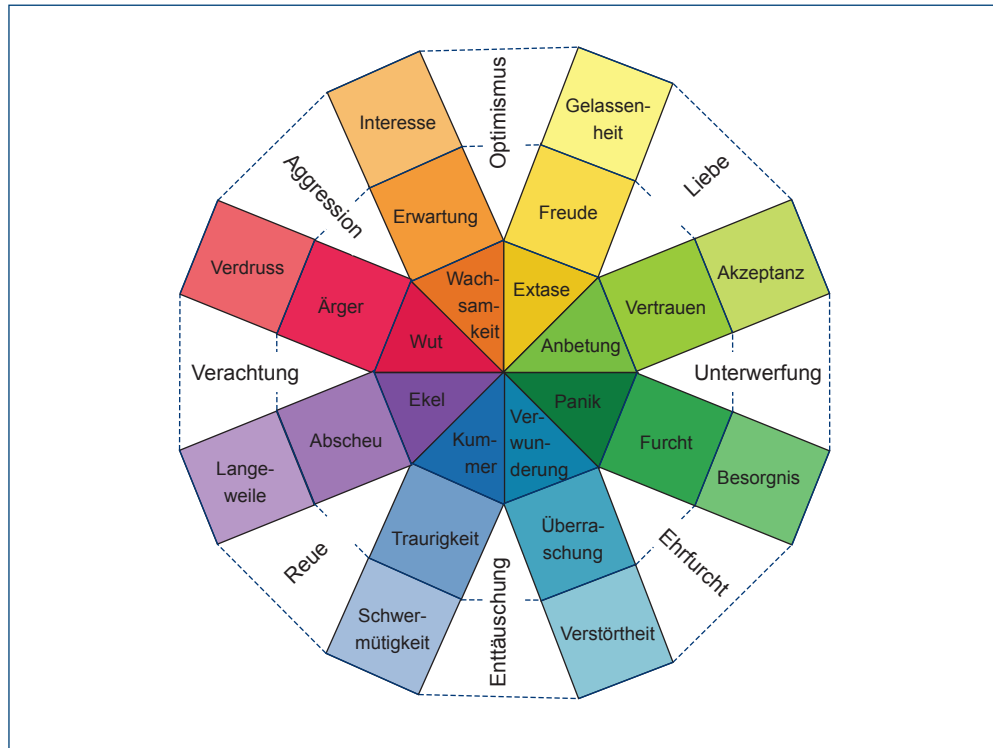 Optimismus
Gelassen-
heit
Interesse
Liebe
Aggression
Erwartung
Freude
Verdruss
Akzeptanz
Ärger
Wach-
sam-
keit
Extase
Vertrauen
Wut
Anbetung
Verachtung
Unterwerfung
Ekel
Panik
Abscheu
Kum-
mer
Ver-
wun-
derung
Furcht
Lange-
weile
Besorgnis
Traurigkeit
Überra-
schung
Reue
Ehrfurcht
Enttäuschung
Schwer-
mütigkeit
Verstörtheit